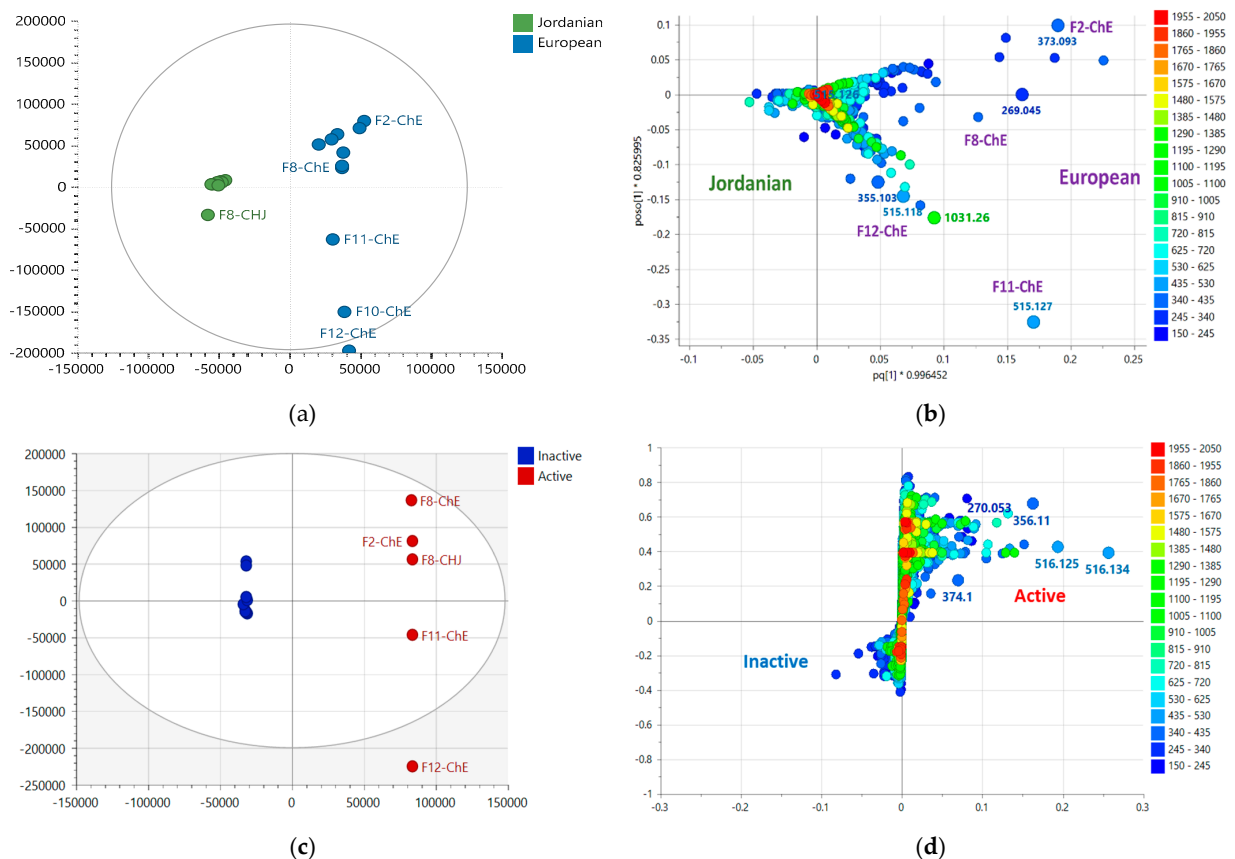 200000
150000
100000
50000
0
-50000
-100000
-150000
-200000
-150000 -100000 -50000 0 50000 100000 150000
Jordanian
European
F2-ChE
F8-ChE
F8-CHJ
F11-ChE
F10-ChE
F12-ChE
(a)
poso[1] * 0.825995
0.1
0.05
0
-0.05
-0.1
-0.15
-0.2
-0.25
-0.3
-0.35
-0.1 -0.05 0 0.05 0.1 0.15 0.2 0.25
pq[1] * 0.996452
F2-ChE
373.093
269.045
F8-ChE
Jordanian
European
355.103
515.118
F12-ChE
1031.26
F11-ChE
515.127
1955 - 2050
1860 - 1955
1765 - 1860
1670 - 1765
1575 - 1670
1480 - 1575
1385 - 1480
1290 - 1385
1195 - 1290
1100 - 1195
1005 - 1100
910 - 1005
815 - 910
720 - 815
625 - 720
530 - 625
435 - 530
340 - 435
245 - 340
150 - 245
(b)
200000
150000
100000
50000
0
-50000
-100000
-150000
-200000
-250000
-150000 -100000 -50000 0 50000 100000 150000
Inactive
Active
F8-ChE
F2-ChE
F8-CHJ
F11-ChE
F12-ChE
(c)
1
0.8
0.6
0.4
0.2
0
-0.2
-0.4
-0.6
-0.8
-1
-0.3 -0.2 -0.1 0 0.1 0.2 0.3
270.053
356.11
516.125
516.134
374.1
Active
Inactive
1955 - 2050
1860 - 1955
1765 - 1860
1670 - 1765
1575 - 1670
1480 - 1575
1385 - 1480
1290 - 1385
1195 - 1290
1100 - 1195
1005 - 1100
910 - 1005
815 - 910
720 - 815
625 - 720
530 - 625
435 - 530
340 - 435
245 - 340
150 - 245
(d)